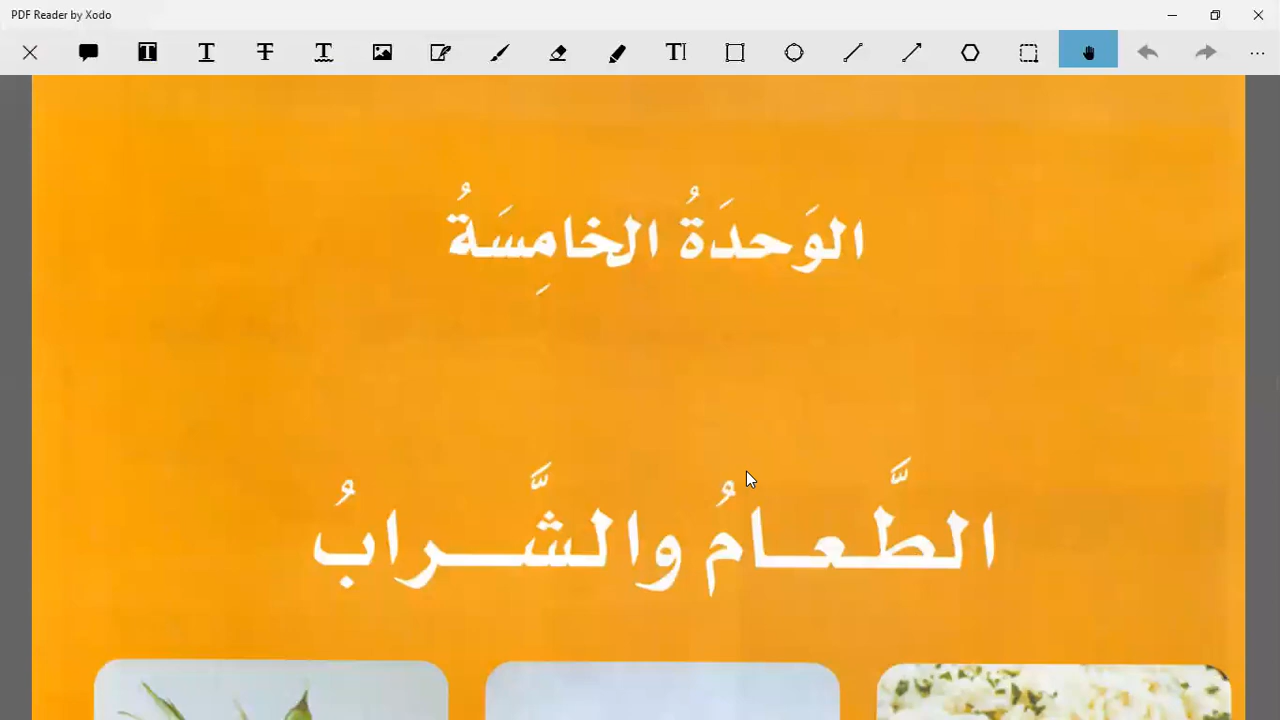 PDF Reader by Xodo
الوَحدَةُ الخامِسَةُ
الطَّعامُ والشَّرابُ